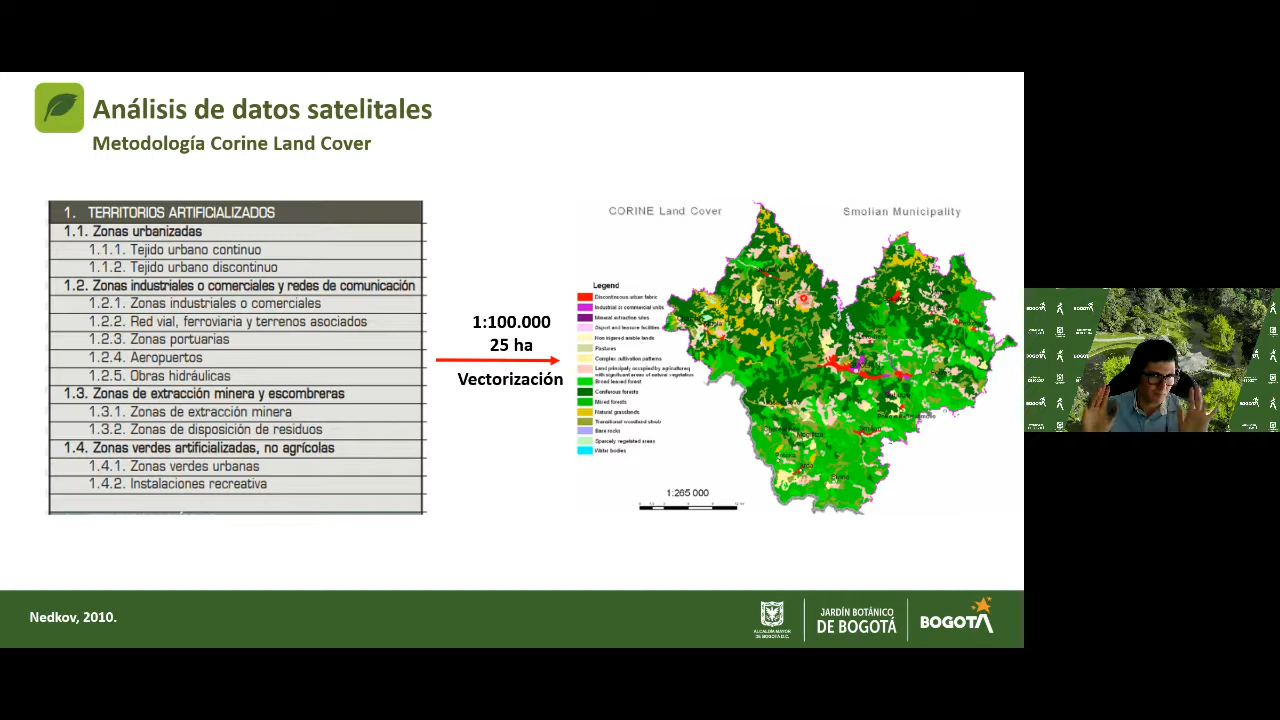 Análisis de datos satelitales
Metodología Corine Land Cover
1. TERRITORIOS ARTIFICIALIZADOS
1.1. Zonas urbanizadas
1.1.1. Tejido urbano continuo
1.1.2. Tejido urbano discontinuo
1.2. Zonas industriales o comerciales y redes de comunicación
1.2.1. Zonas industriales o comerciales
1.2.2. Red vial, ferroviaria y terrenos asociados
1.2.3. Zonas portuarias
1.2.4. Aeropuertos
1.2.5. Obras hidráulicas
1.3. Zonas de extracción minera y escombreras
1.3.1. Zonas de extracción minera
1.3.2. Zonas de disposición de residuos
1.4. Zonas verdes artificializadas, no agrícolas
1.4.1. Zonas verdes urbanas
1.4.2. Instalaciones recreativa
1:100.000
25 ha
Vectorización
CORINE Land Cover
Smolian Municipality
Legend
Discontinuous urban fabric
Industrial or commercial units
Mineral extraction sites
Sport and leasure facilities
Non irrigated arable lands
Pastures
Complex cultivation patterns
Land principaly occupied by agricultureg
with significant areas of natural vegetation
Broad leaved forest
Coniferous forests
Mixed forests
Natural grasslands
Transitional woodland shrub
Bare rocks
Sparcely vegetated areas
Water bodies
1:265 000
Nedkov, 2010.
ALCALDÍA MAYOR
DE BOGOTÁ D.C.
JARDÍN BOTÁNICO
DE BOGOTÁ
BOGOTÁ